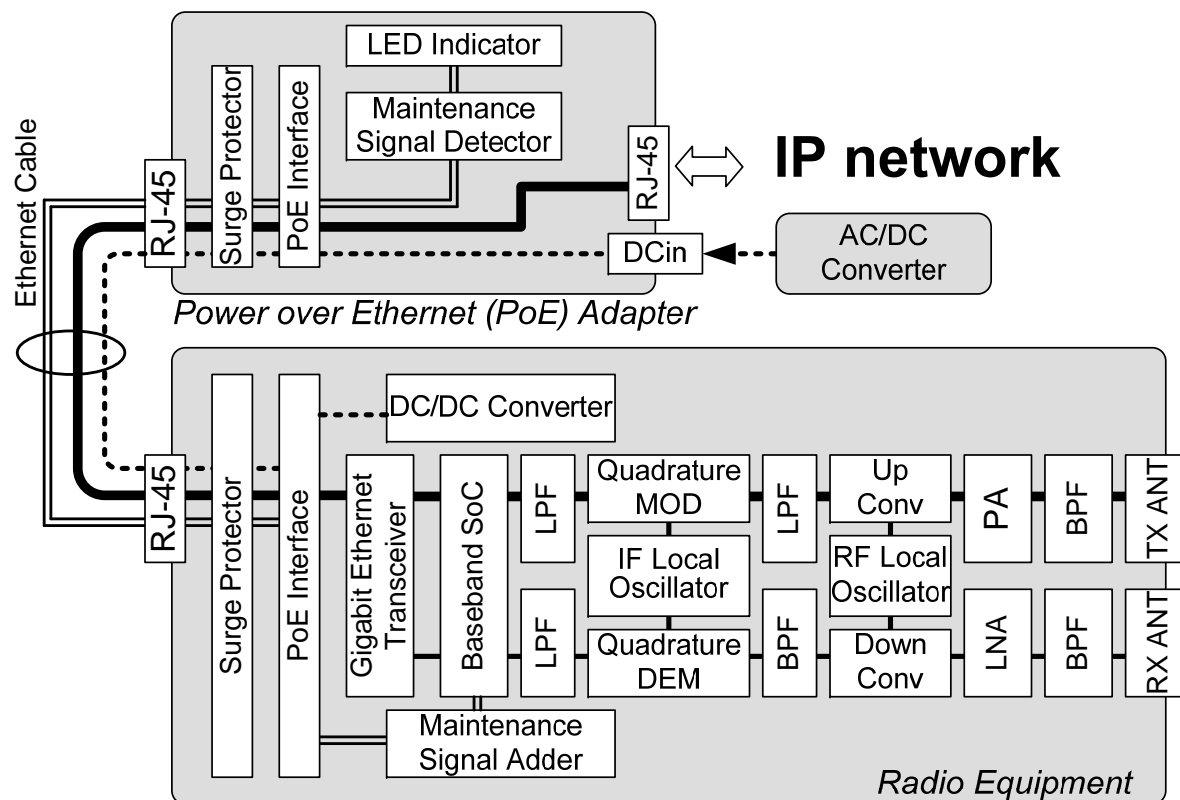 LED Indicator
Maintenance
Signal Detector
Surge Protector
PoE Interface
RJ-45
RJ-45
IP network
Ethernet Cable
DCin
AC/DC
Converter
Power over Ethernet (PoE) Adapter
DC/DC Converter
RJ-45
Surge Protector
PoE Interface
Gigabit Ethernet
Transceiver
Baseband SoC
LPF
Quadrature
MOD
LPF
Up
Conv
PA
BPF
TX ANT
IF Local
Oscillator
RF Local
Oscillator
LPF
Quadrature
DEM
BPF
Down
Conv
LNA
BPF
RX ANT
Maintenance
Signal Adder
Radio Equipment